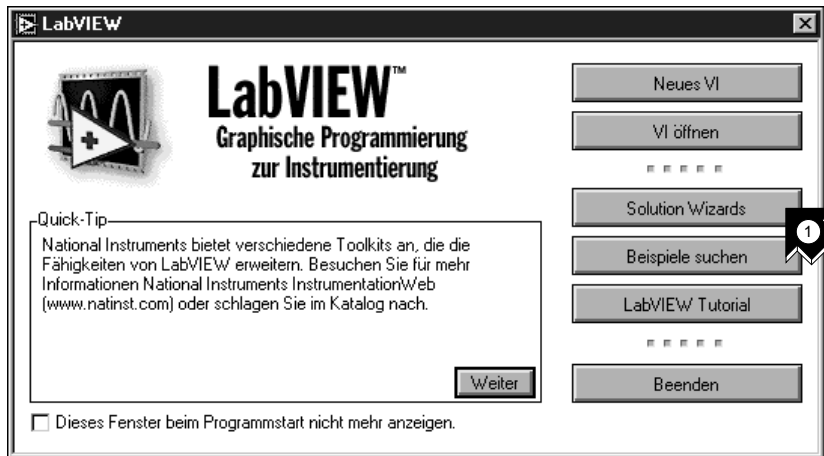 LabVIEW
LabVIEW™
Graphische Programmierung
zur Instrumentierung
Quick-Tip
National Instruments bietet verschiedene Toolkits an, die die
Fähigkeiten von LabVIEW erweitern. Besuchen Sie für mehr
Informationen National Instruments InstrumentationWeb
(www.natinst.com) oder schlagen Sie im Katalog nach.
Weiter
Dieses Fenster beim Programmstart nicht mehr anzeigen.
Neues VI
VI öffnen
Solution Wizards
1
Beispiele suchen
LabVIEW Tutorial
Beenden